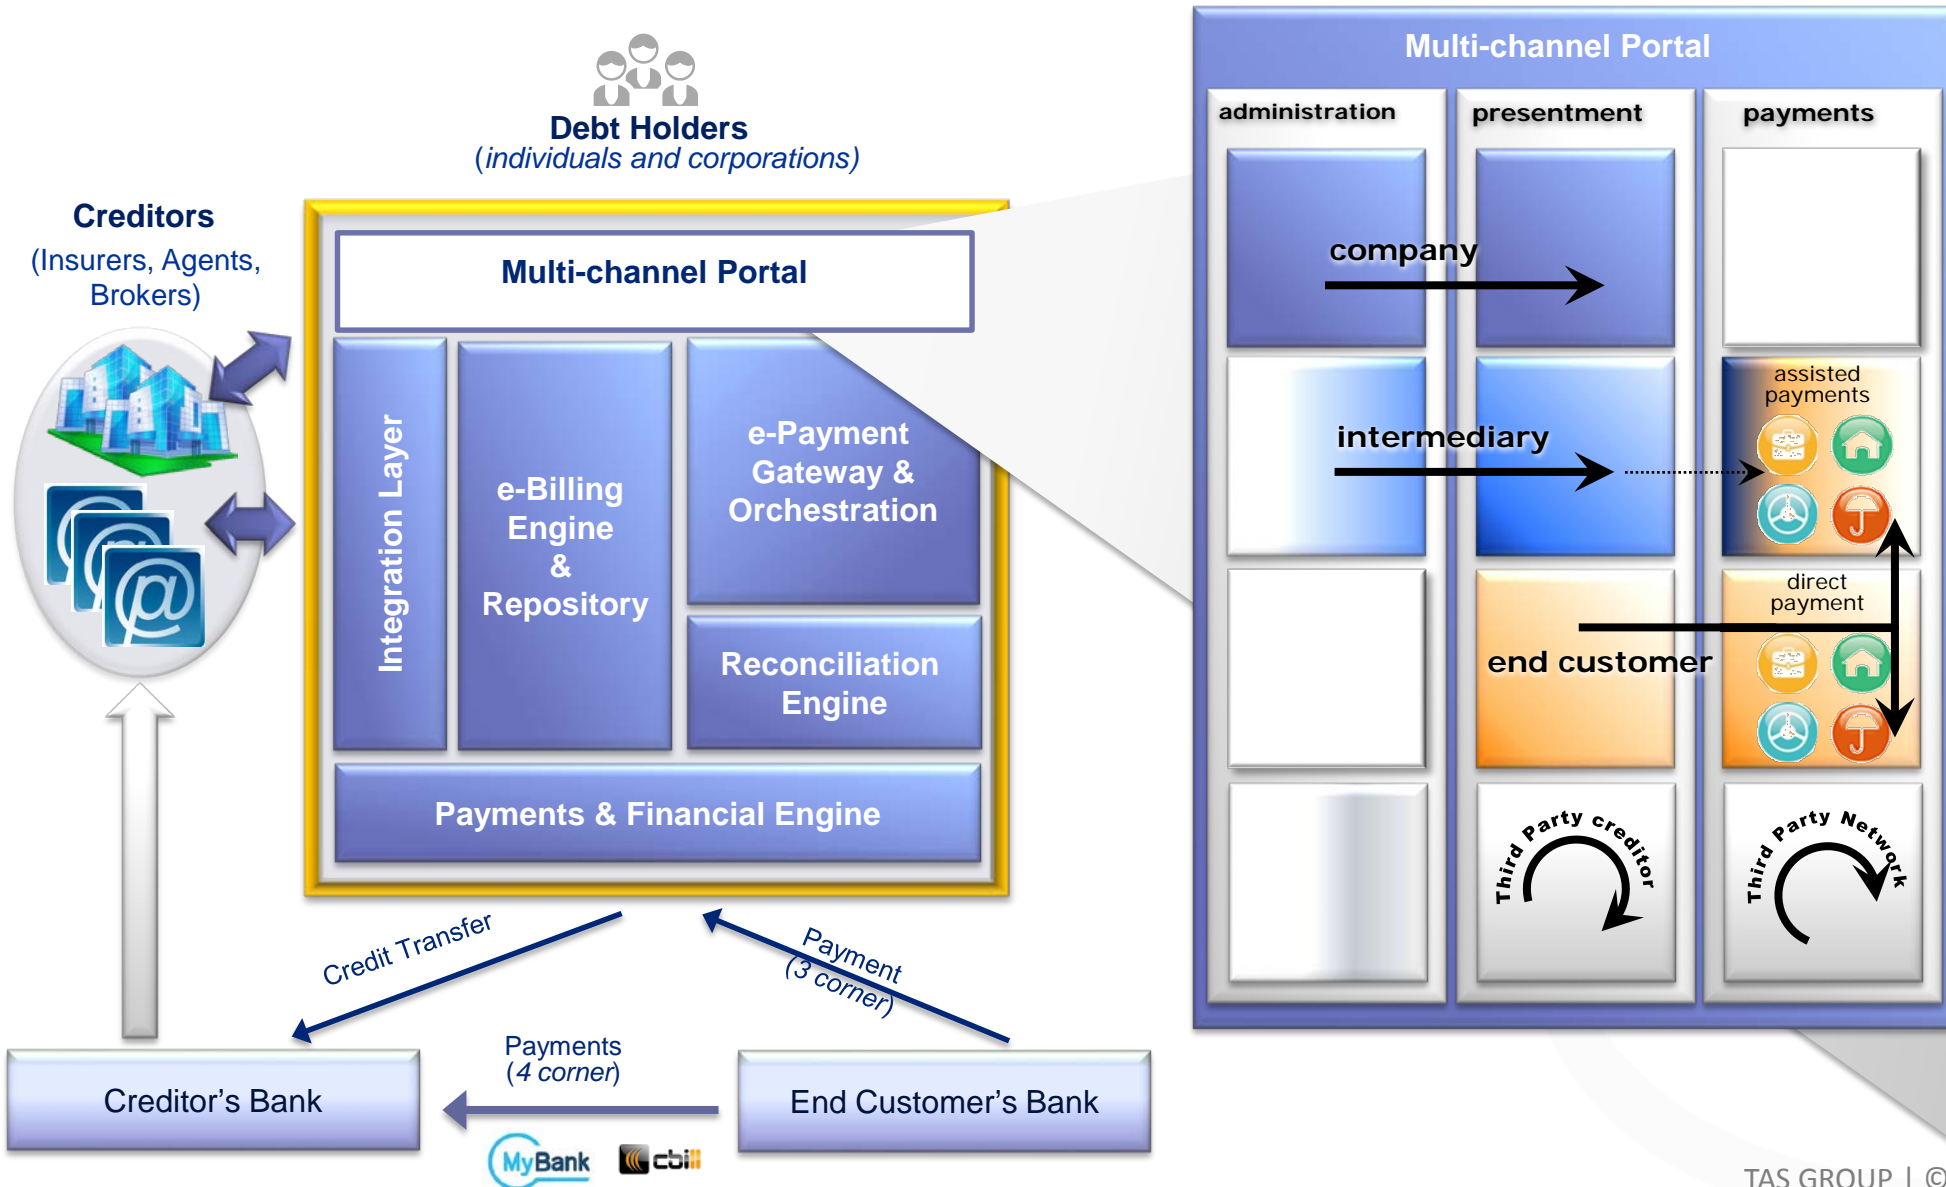 Debt Holders
(individuals and corporations)
Creditors
(Insurers, Agents,
Brokers)
Multi-channel Portal
Integration Layer
e-Billing
Engine
&
Repository
e-Payment
Gateway &
Orchestration
Reconciliation
Engine
Payments & Financial Engine
Credit Transfer
Payment
(3 corner)
Payments
(4 corner)
Creditor's Bank
End Customer's Bank
MyBank
cbill
Multi-channel Portal
administration
presentment
payments
company
assisted
payments
intermediary
direct
payment
end customer
Third Party creditor
Third Party Network
TAS GROUP | ©